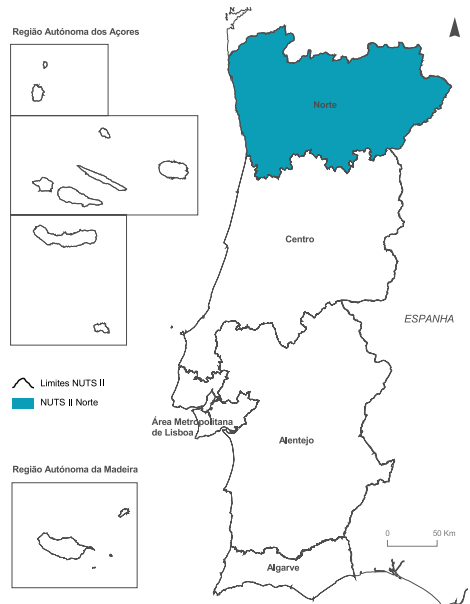 Região Autónoma dos Açores
Norte
Centro
ESPANHA
Limites NUTS II
NUTS II Norte
Área Metropolitana
de Lisboa
Alentejo
Região Autónoma da Madeira
0 50 Km
Algarve